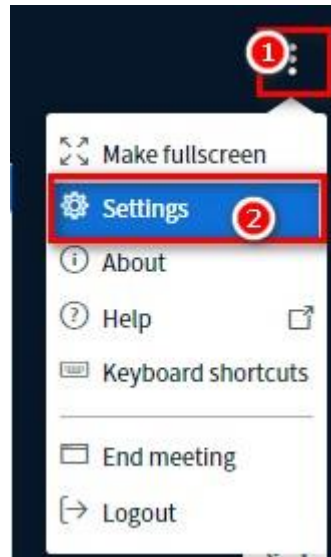 1
Make fullscreen
Settings 2
About
Help
Keyboard shortcuts
End meeting
Logout